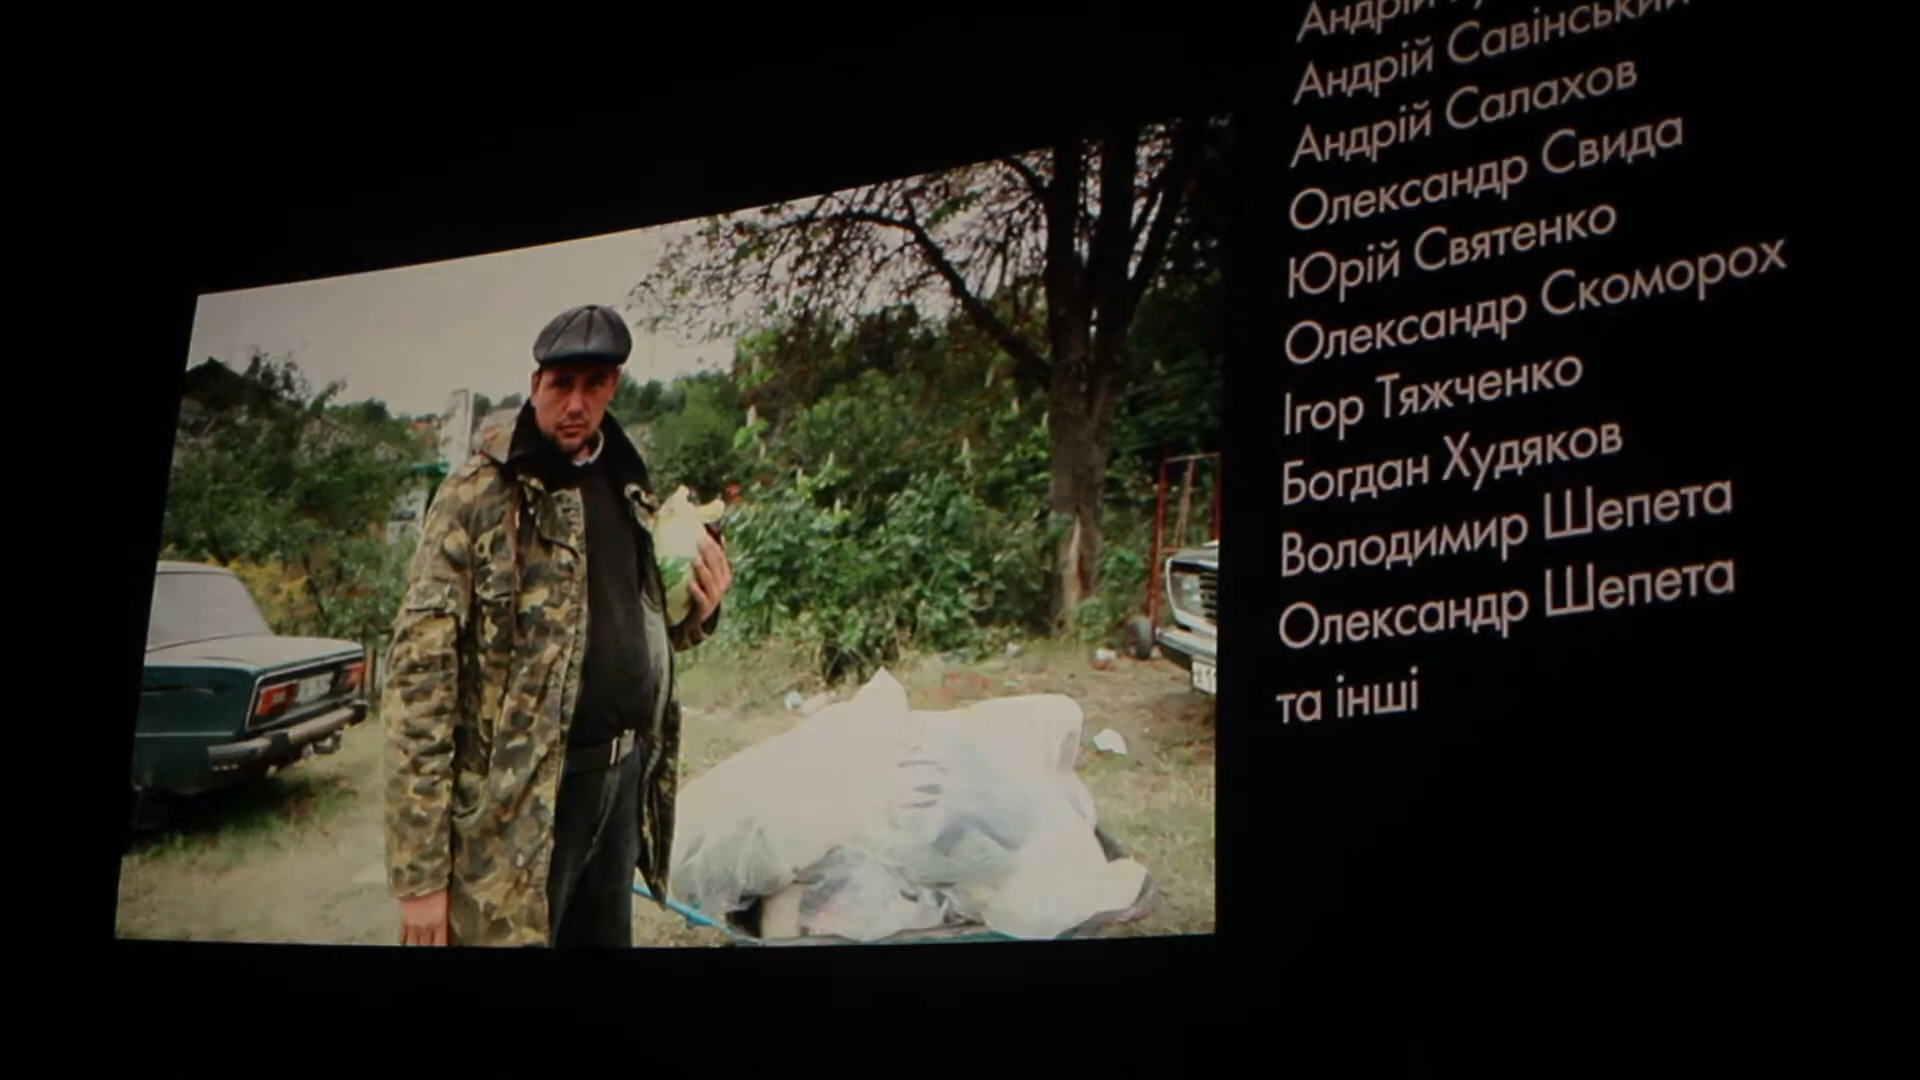 Андрій
Андрій Савінський
Андрій Салахов
Олександр Свида
Юрій Святенко
Олександр Скоморох
Ігор Тяжченко
Богдан Худяков
Володимир Шепета
Олександр Шепета
та інші